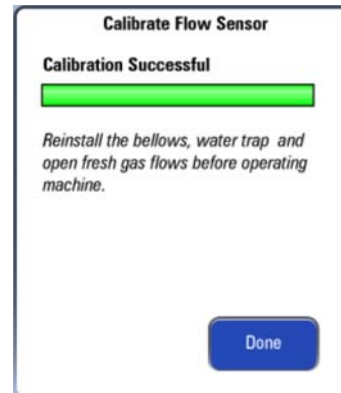 Calibrate Flow Sensor
Calibration Successful
Reinstall the bellows, water trap and
open fresh gas flows before operating
machine.
Done